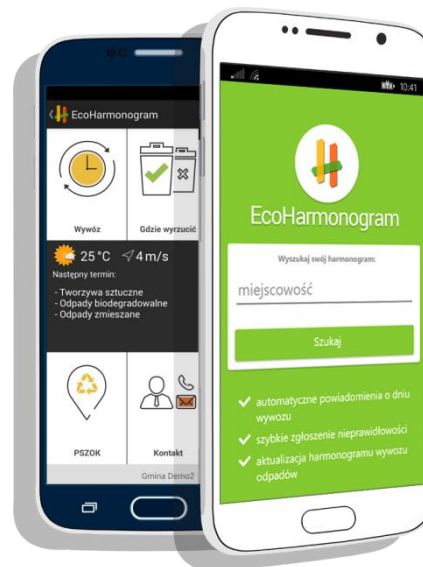 EcoHarmonogram
Wywóz
Gdzie wyrzucić
25°C 4m/s
Następny termin:
- Tworzywa sztuczne
- Odpady biodegradowalne
- Odpady zmieszane
PSZOK
Kontakt
Gmina Demo2
10:41
EcoHarmonogram
Wyszukaj swój harmonogram:
miejscowość
Szukaj
automatyczne powiadomienia o dniu
wywozu
szybkie zgłoszenie nieprawidłowości
aktualizacja harmonogramu wywozu
odpadów